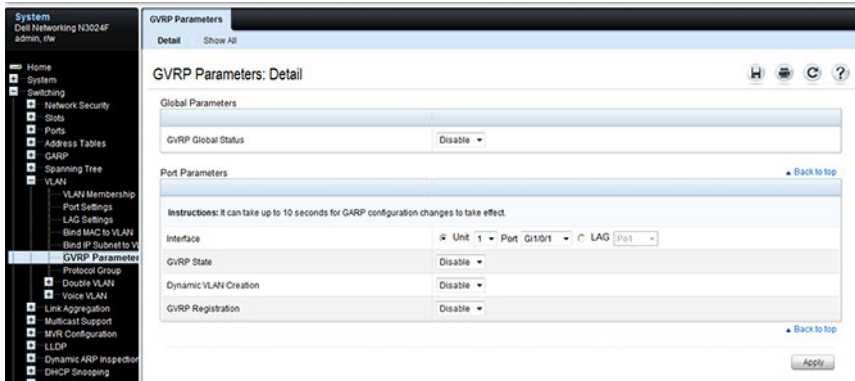 System
Dell Networking N3024F
admin, r/w
Home
System
Switching
Network Security
Slots
Ports
Address Tables
GARP
Spanning Tree
VLAN
VLAN Membership
Port Settings
LAG Settings
Bind MAC to VLAN
Bind IP Subnet to VL
GVRP Parameter
Protocol Group
Double VLAN
Voice VLAN
Link Aggregation
Multicast Support
MVR Configuration
LLDP
Dynamic ARP Inspection
DHCP Snooping
GVRP Parameters
Detail Show All
GVRP Parameters: Detail
?
Global Parameters
GVRP Global Status Disable
Port Parameters Back to top
Instructions: It can take up to 10 seconds for GARP configuration changes to take effect.
Interface Unit 1 Port Gi1/0/1 LAG Po1
GVRP State Disable
Dynamic VLAN Creation Disable
GVRP Registration Disable
Back to top
Apply